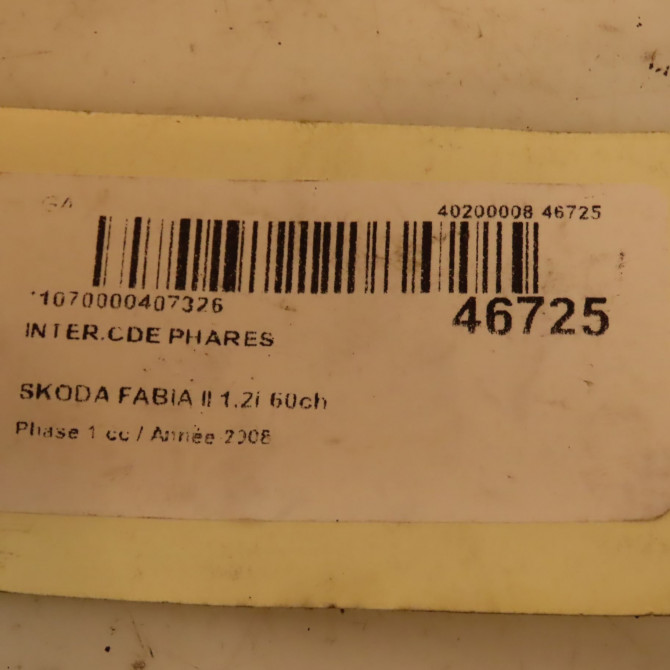 40200008 46725
*1070000407326
46725
INTER.CDE PHARES
SKODA FABIA II 1.2i 60ch
Phase 1 cc / Année 2008